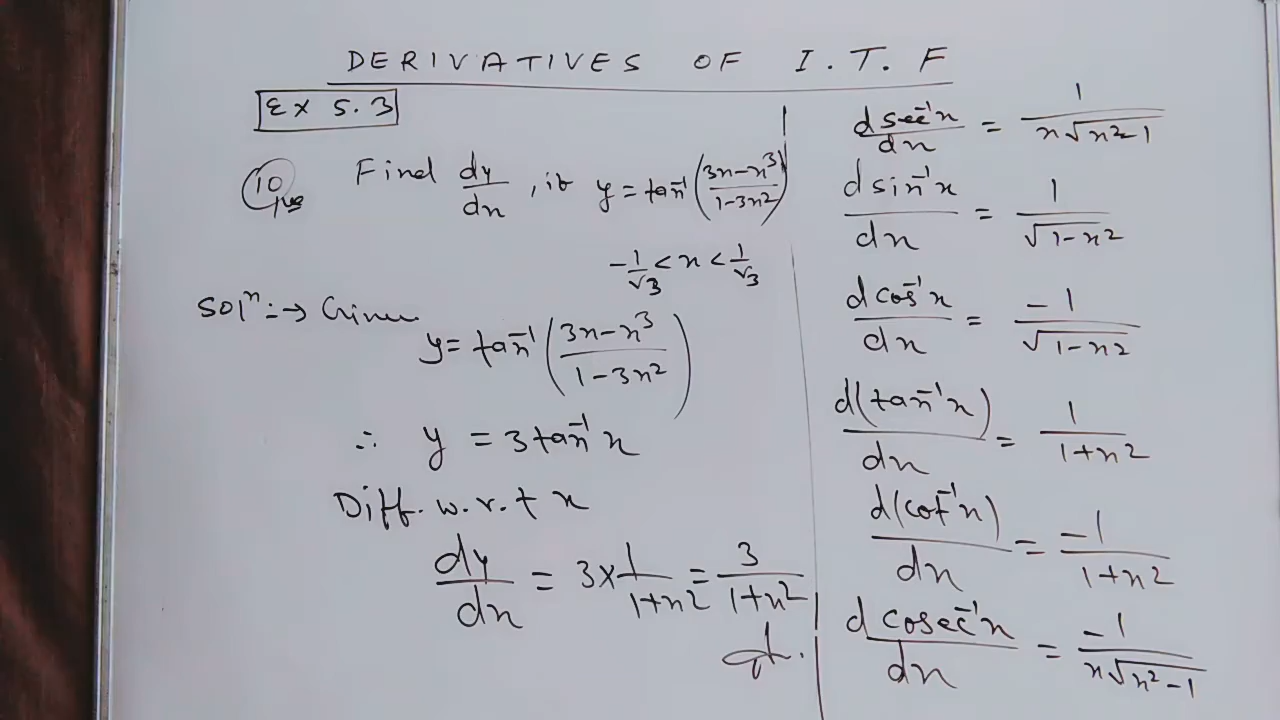 DERIVATIVES OF I.T.F
EX 5.3
10 Find dy/dx, if y = tan⁻¹(3x-x³/1-3x²)
-1/√3 < x < 1/√3
Solⁿ:→ Given
y = tan⁻¹(3x-x³/1-3x²)
∴ y = 3tan⁻¹x
Diff. w.r.t x
dy/dx = 3×1/1+x² = 3/1+x²
d sec⁻¹x/dx = 1/x√x²-1
d sin⁻¹x/dx = 1/√1-x²
d cos⁻¹x/dx = -1/√1-x²
d(tan⁻¹x)/dx = 1/1+x²
d(cot⁻¹x)/dx = -1/1+x²
d cosec⁻¹x/dx = -1/x√x²-1